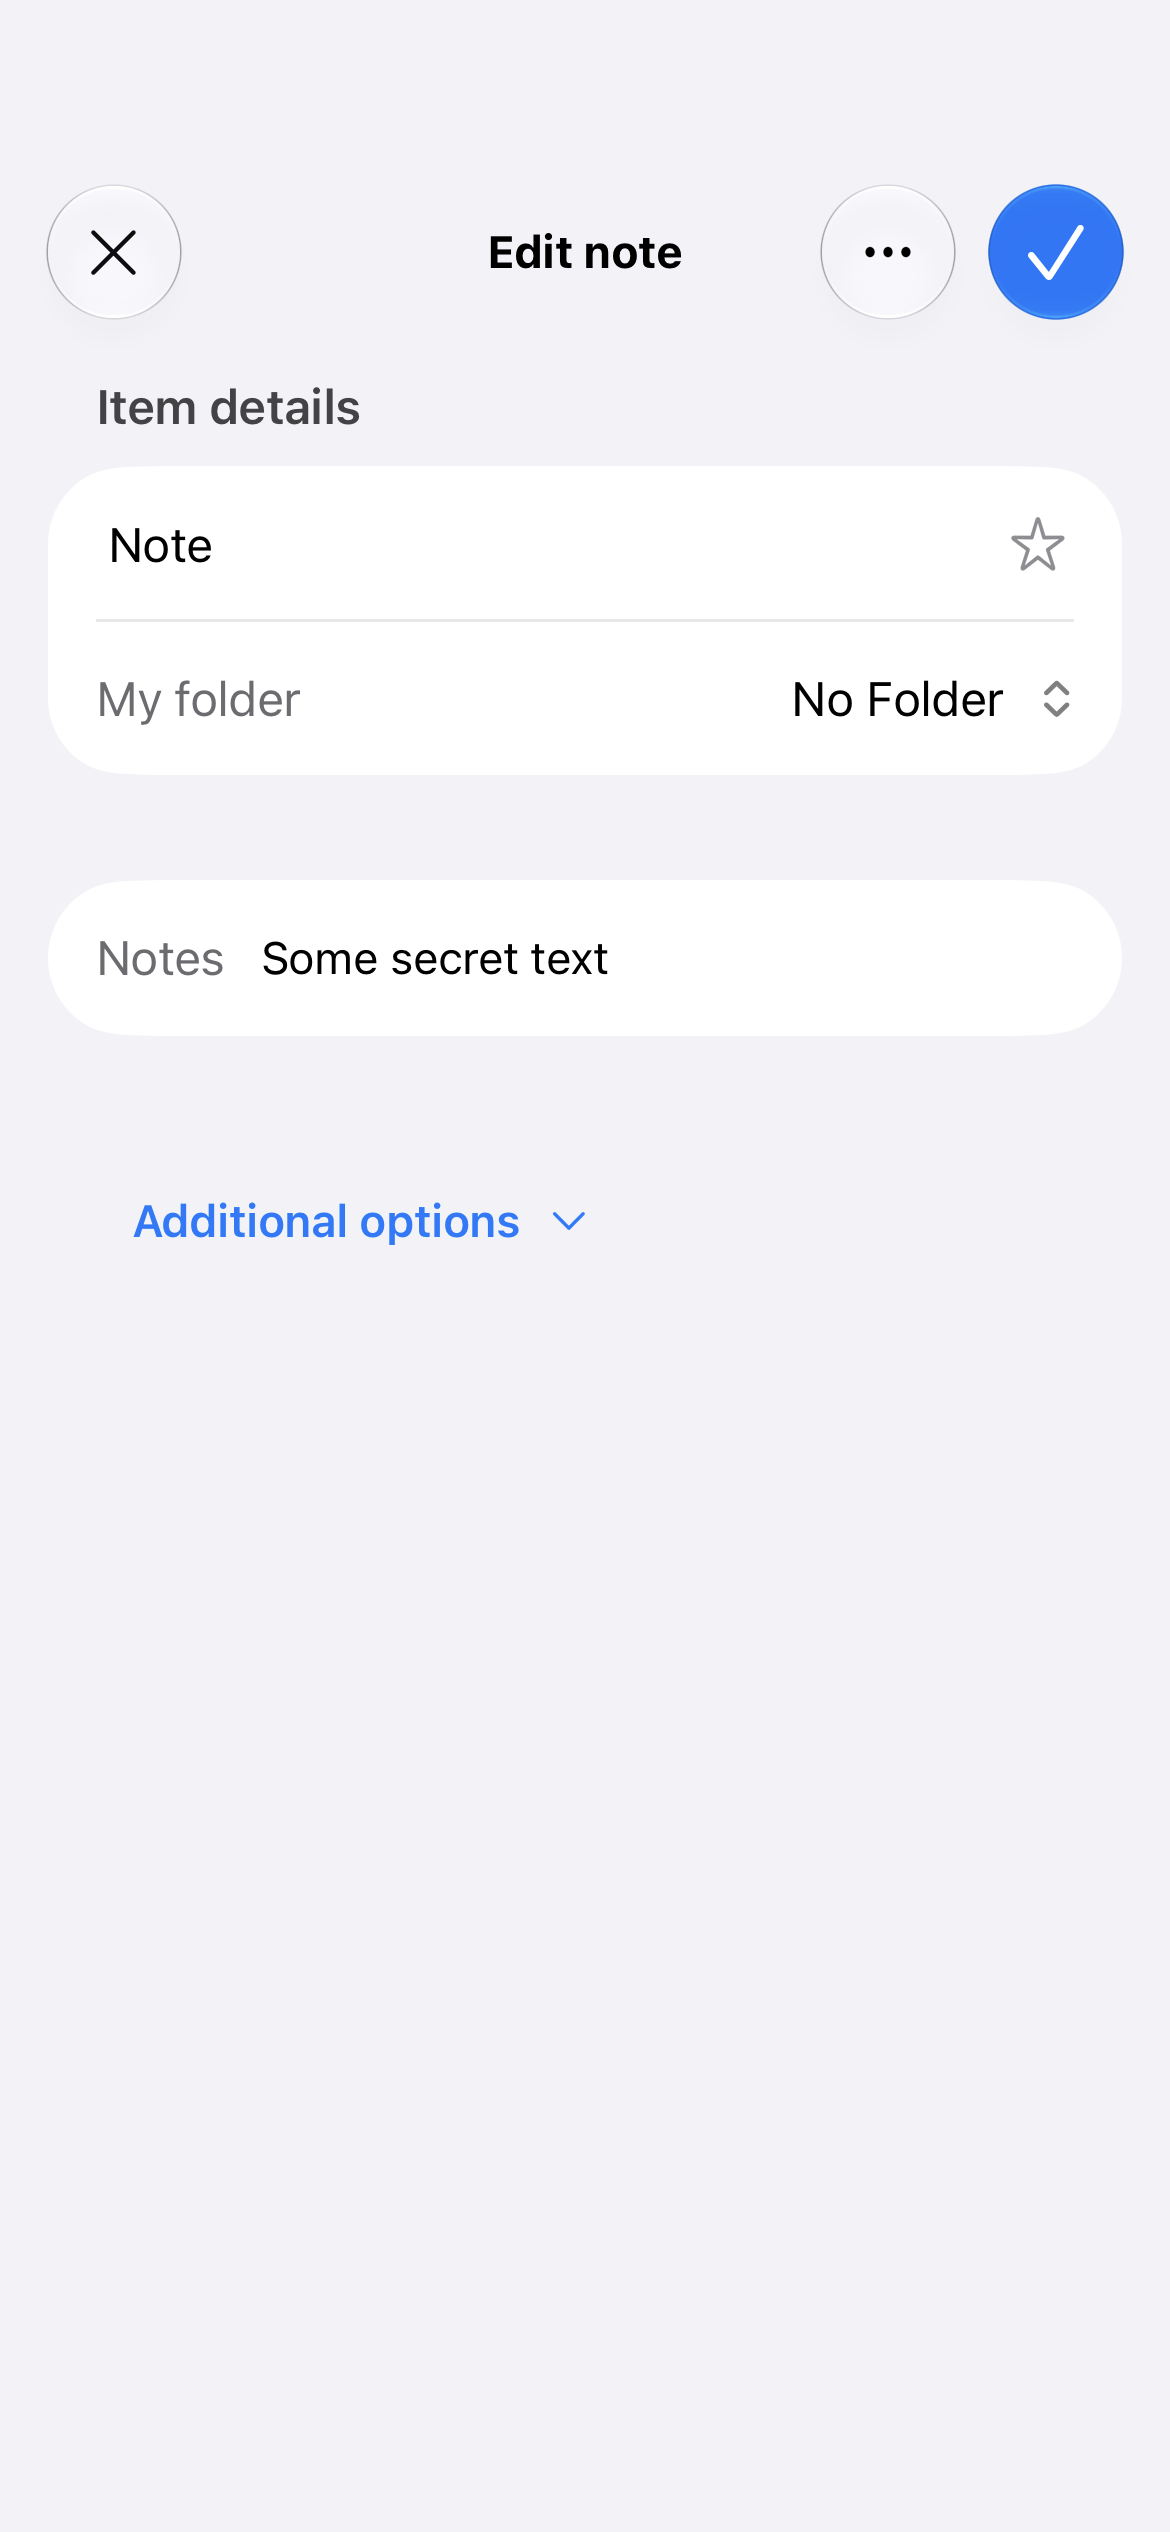 Edit note
Item details
Note
My folder No Folder
Notes Some secret text
Additional options